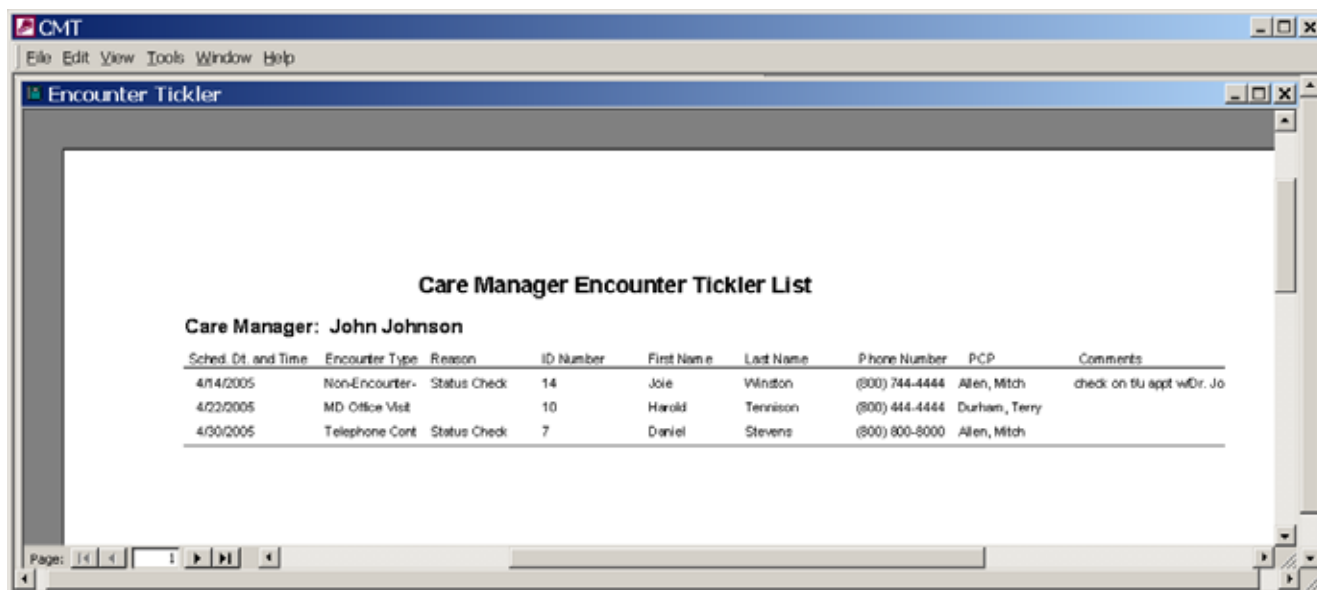 CMT
File Edit View Tools Window Help
Encounter Tickler
Care Manager Encounter Tickler List
Care Manager: John Johnson
Sched. Dt. and Time Encounter Type Reason ID Number First Name Last Name Phone Number PCP Comments
4/14/2005 Non-Encounter- Status Check 14 Joie Winston (800) 744-4444 Allen, Mitch check on f/u appt w/Dr. Jo
4/22/2005 MD Office Visit 10 Harold Tennison (800) 444-4444 Durham, Terry
4/30/2005 Telephone Cont Status Check 7 Daniel Stevens (800) 800-8000 Allen, Mitch
Page: 1